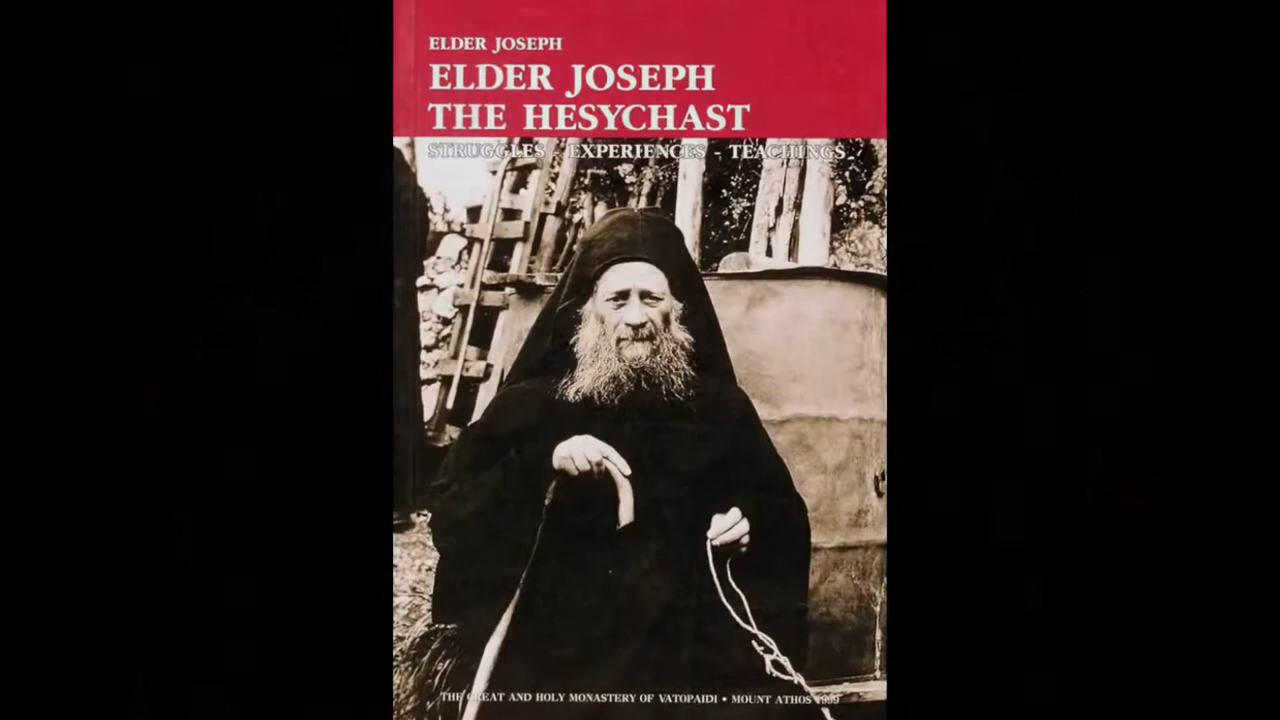 ELDER JOSEPH
ELDER JOSEPH
THE HESYCHAST
STRUGGLES - EXPERIENCES - TEACHINGS
THE GREAT AND HOLY MONASTERY OF VATOPAIDI • MOUNT ATHOS 1999